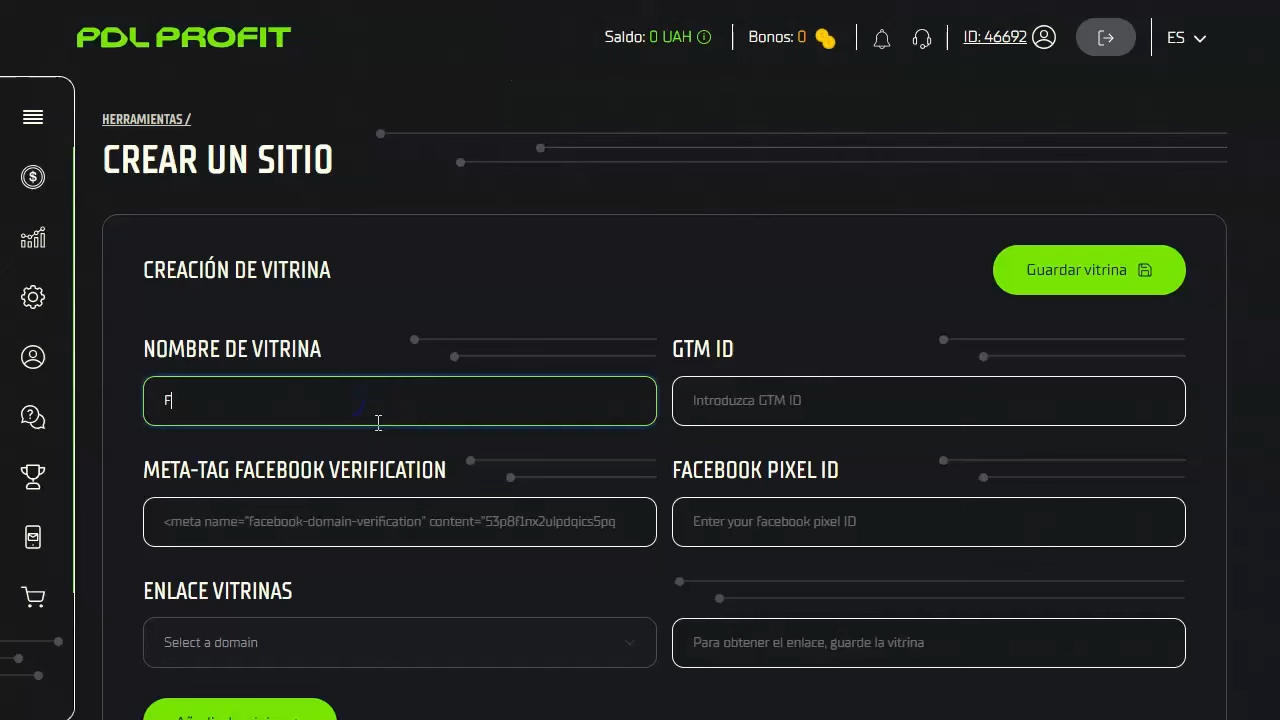 PDL PROFIT
Saldo: 0 UAH
Bonos: 0
ID: 46692
ES
HERRAMIENTAS /
CREAR UN SITIO
CREACIÓN DE VITRINA
Guardar vitrina
NOMBRE DE VITRINA
GTM ID
F
Introduzca GTM ID
META-TAG FACEBOOK VERIFICATION
FACEBOOK PIXEL ID
<meta name="facebook-domain-verification" content="53p8f1nx2ulpdqics5pq
Enter your facebook pixel ID
ENLACE VITRINAS
Select a domain
Para obtener el enlace, guarde la vitrina